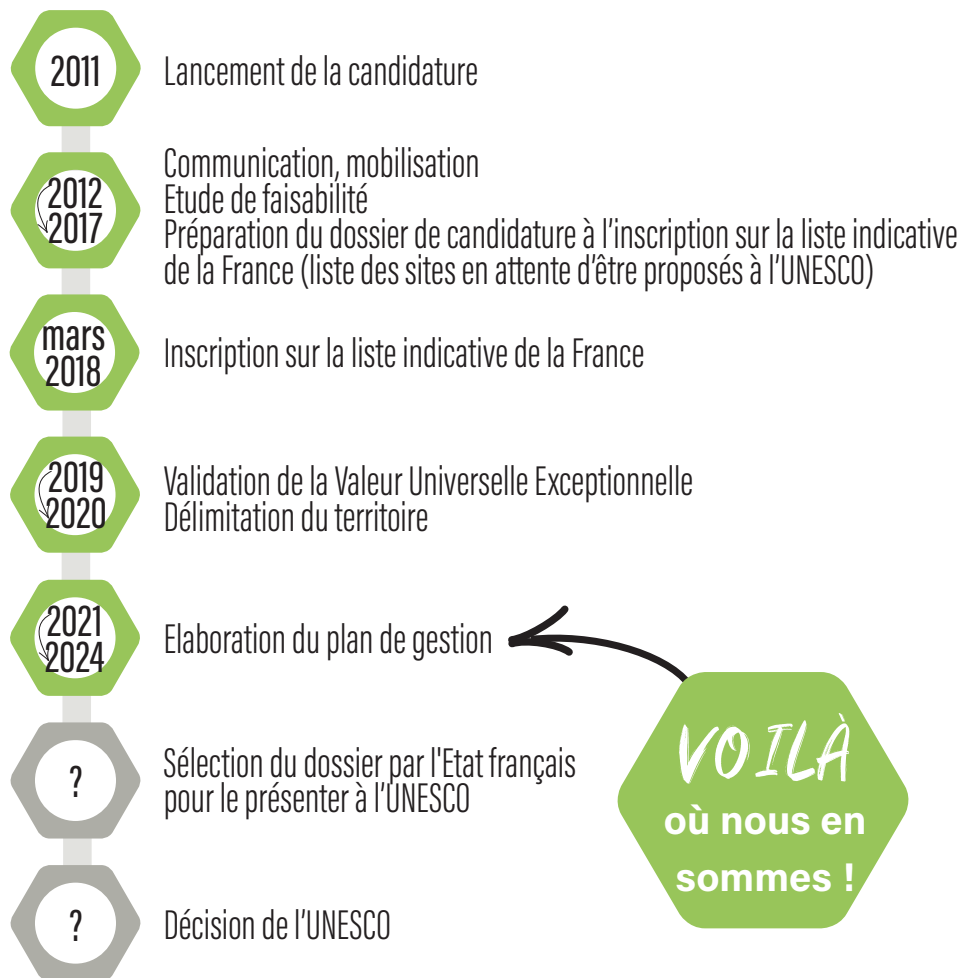 2011
Lancement de la candidature
2012
2017
Communication, mobilisation
Etude de faisabilité
Préparation du dossier de candidature à l'inscription sur la liste indicative
de la France (liste des sites en attente d'être proposés à l'UNESCO)
mars
2018
Inscription sur la liste indicative de la France
2019
2020
Validation de la Valeur Universelle Exceptionnelle
Délimitation du territoire
2021
2024
Elaboration du plan de gestion
VOILÀ
où nous en
sommes !
?
Sélection du dossier par l'Etat français
pour le présenter à l'UNESCO
?
Décision de l'UNESCO